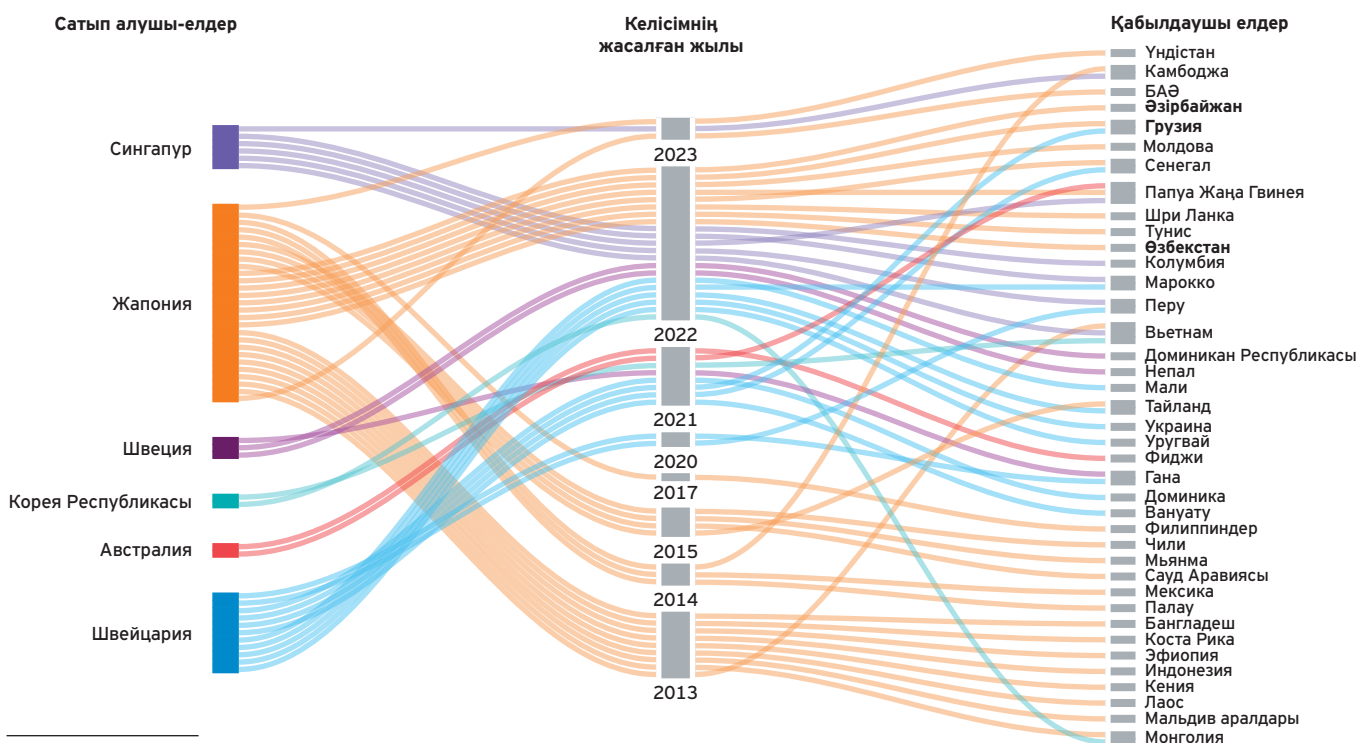 Сатып алушы-елдер
Келісімнің
жасалған жылы
Қабылдаушы елдер
Сингапур
Жапония
Швеция
Корея Республикасы
Австралия
Швейцария
2023
2022
2021
2020
2017
2015
2014
2013
Үндістан
Камбоджа
БАӘ
Әзірбайжан
Грузия
Молдова
Сенегал
Папуа Жаңа Гвинея
Шри Ланка
Тунис
Өзбекстан
Колумбия
Марокко
Перу
Вьетнам
Доминикан Республикасы
Непал
Мали
Тайланд
Украина
Уругвай
Фиджи
Гана
Доминика
Вануату
Филиппиндер
Чили
Мьянма
Сауд Аравиясы
Мексика
Палау
Бангладеш
Коста Рика
Эфиопия
Индонезия
Кения
Лаос
Мальдив аралдары
Монголия